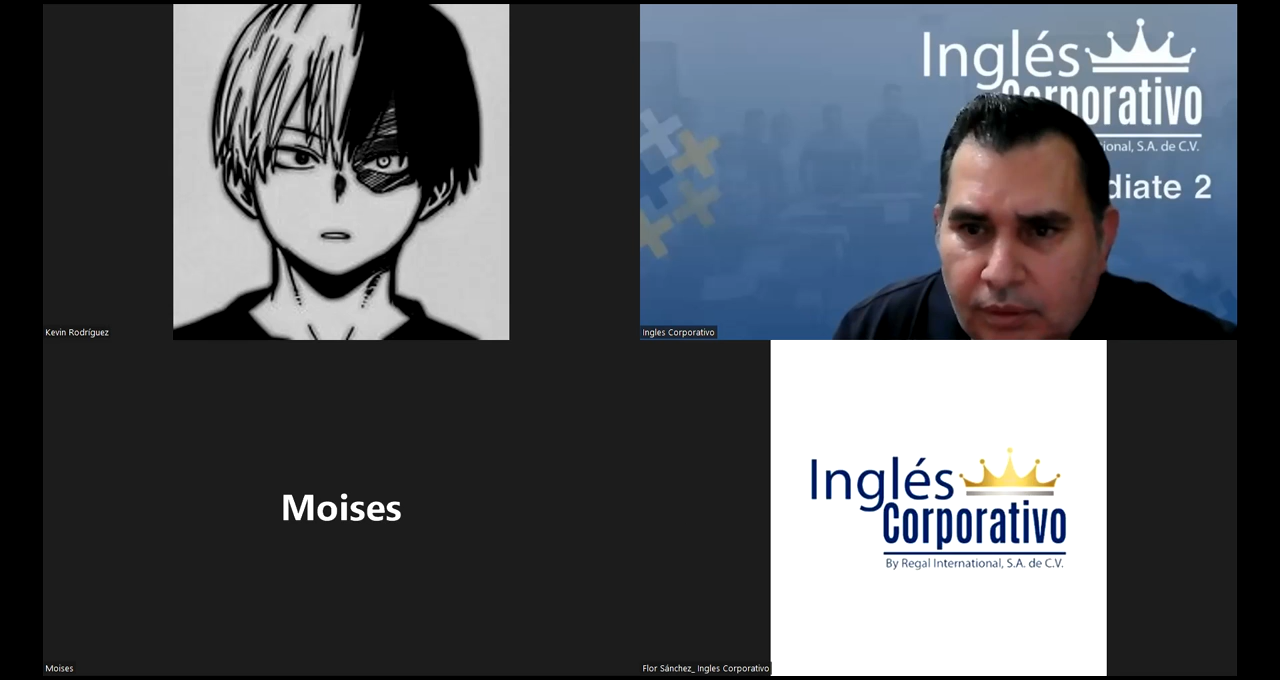 Inglés
Corporativo
ional, S.A. de C.V.
diate 2
Kevin Rodríguez
Ingles Corporativo
Moises
Inglés
Corporativo
By Regal International, S.A. de C.V.
Moises
Flor Sánchez_ Ingles Corporativo